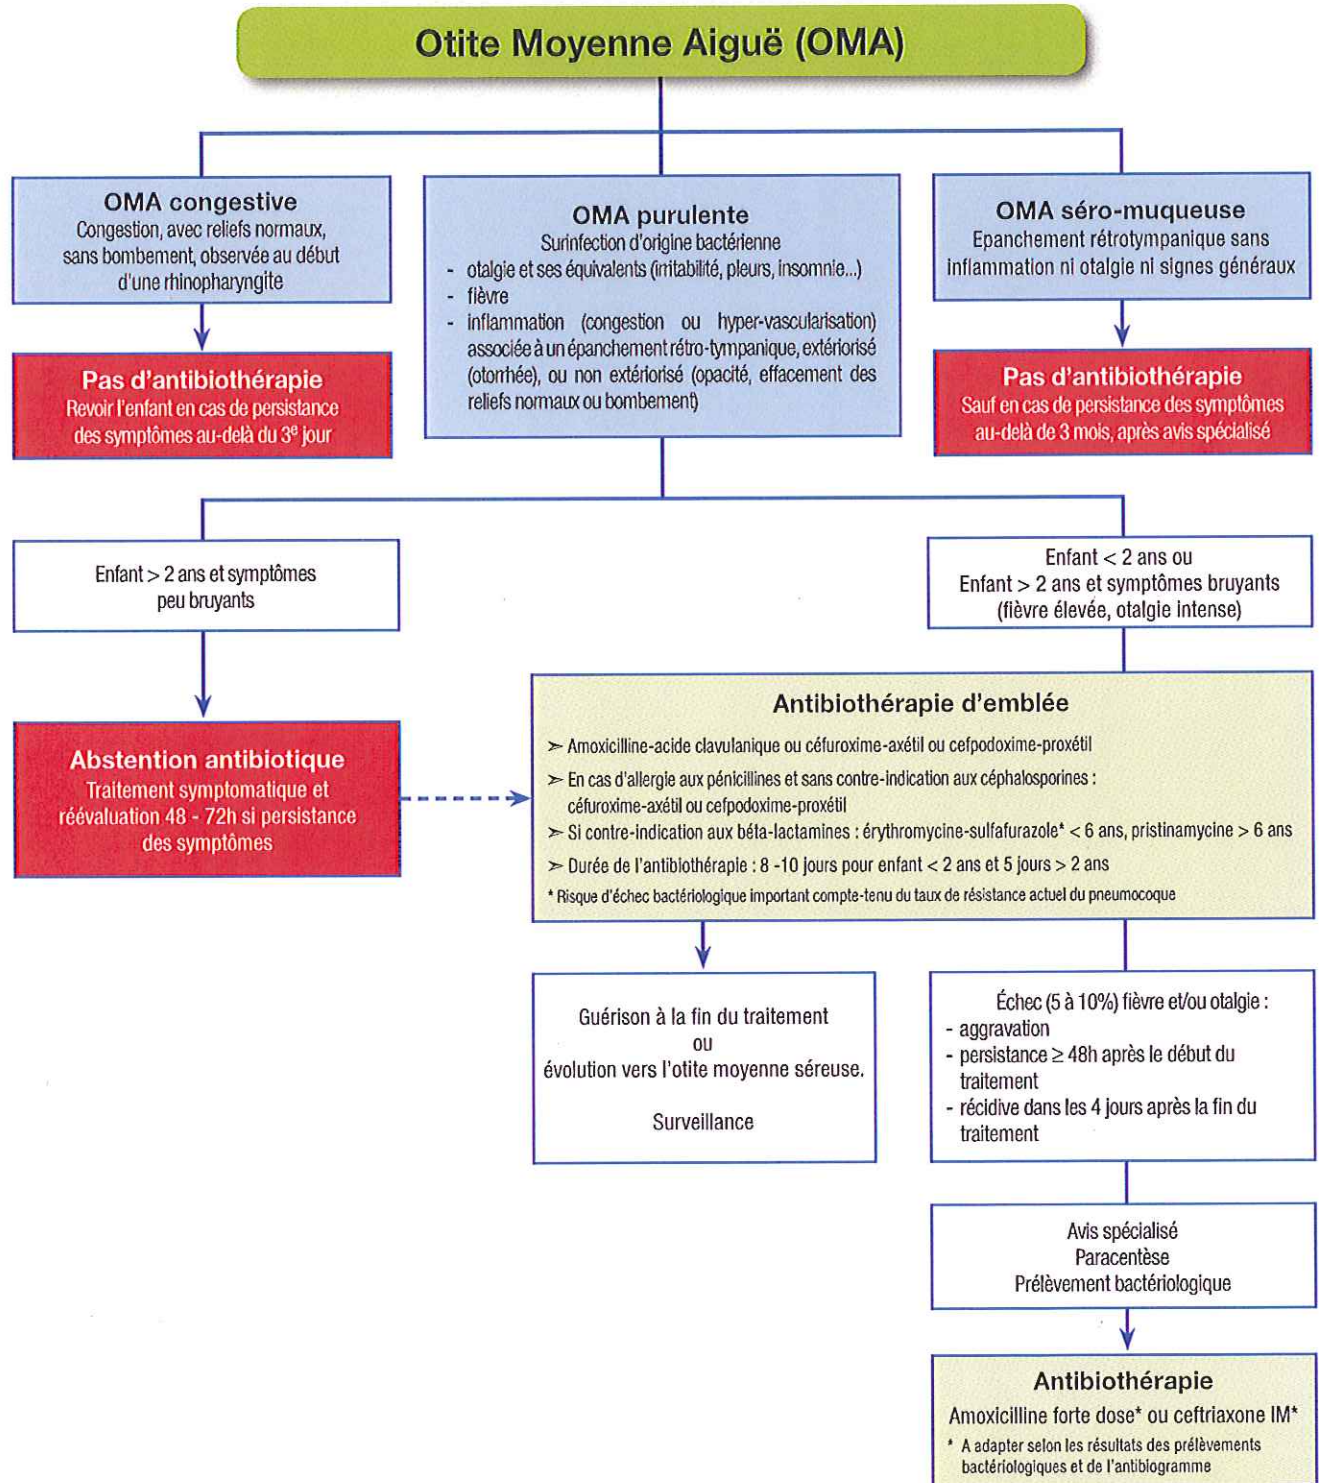 Otite Moyenne Aiguë (OMA)
OMA congestive
Congestion, avec reliefs normaux,
sans bombement, observée au début
d'une rhinopharyngite
OMA purulente
Surinfection d'origine bactérienne
- otalgie et ses équivalents (irritabilité, pleurs, insomnie...)
- fièvre
- inflammation (congestion ou hyper-vascularisation)
associée à un épanchement rétro-tympanique, extériorisé
(otorrhée), ou non extériorisé (opacité, effacement des
reliefs normaux ou bombement)
OMA séro-muqueuse
Epanchement rétrotympanique sans
inflammation ni otalgie ni signes généraux
Pas d'antibiothérapie
Revoir l'enfant en cas de persistance
des symptômes au-delà du 3e jour
Pas d'antibiothérapie
Sauf en cas de persistance des symptômes
au-delà de 3 mois, après avis spécialisé
Enfant > 2 ans et symptômes
peu bruyants
Enfant < 2 ans ou
Enfant > 2 ans et symptômes bruyants
(fièvre élevée, otalgie intense)
Abstention antibiotique
Traitement symptomatique et
réévaluation 48 - 72h si persistance
des symptômes
Antibiothérapie d'emblée
➢ Amoxicilline-acide clavulanique ou céfuroxime-axétil ou cefpodoxime-proxétil
➢ En cas d'allergie aux pénicillines et sans contre-indication aux céphalosporines :
céfuroxime-axétil ou cefpodoxime-proxétil
➢ Si contre-indication aux béta-lactamines : érythromycine-sulfafurazole* < 6 ans, pristinamycine > 6 ans
➢ Durée de l'antibiothérapie : 8 -10 jours pour enfant < 2 ans et 5 jours > 2 ans
* Risque d'échec bactériologique important compte-tenu du taux de résistance actuel du pneumocoque
Guérison à la fin du traitement
ou
évolution vers l'otite moyenne séreuse.
Surveillance
Échec (5 à 10%) fièvre et/ou otalgie :
- aggravation
- persistance ≥ 48h après le début du
traitement
- récidive dans les 4 jours après la fin du
traitement
Avis spécialisé
Paracentèse
Prélèvement bactériologique
Antibiothérapie
Amoxicilline forte dose* ou ceftriaxone IM*
* A adapter selon les résultats des prélèvements
bactériologiques et de l'antibiogramme